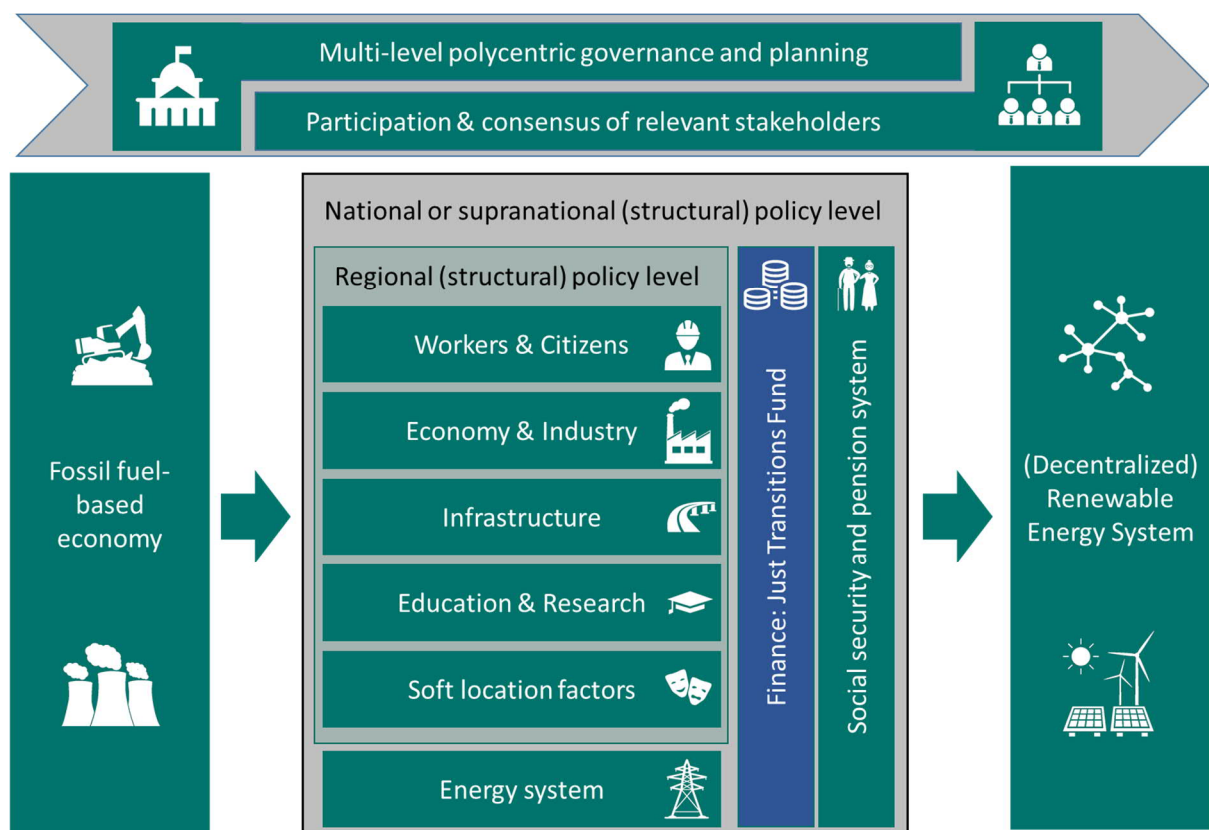 Multi-level polycentric governance and planning
Participation & consensus of relevant stakeholders
Fossil fuel-
based
economy
National or supranational (structural) policy level
Regional (structural) policy level
Workers & Citizens
Economy & Industry
Infrastructure
Education & Research
Soft location factors
Energy system
Finance: Just Transitions Fund
Social security and pension system
(Decentralized)
Renewable
Energy System